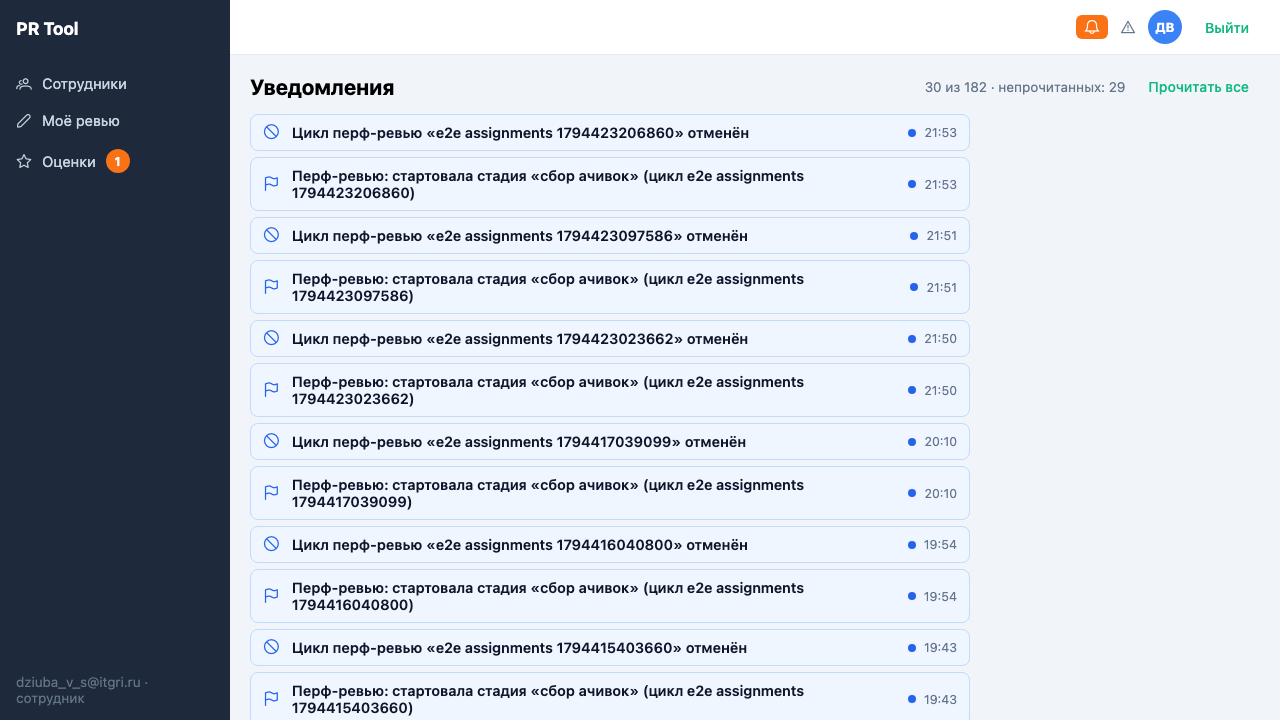 PR Tool
Сотрудники
Моё ревью
Оценки 1
dziuba_v_s@itgri.ru ·
сотрудник
ДВ Выйти
Уведомления 30 из 182 · непрочитанных: 29 Прочитать все
Цикл перф-ревью «e2e assignments 1794423206860» отменён 21:53
Перф-ревью: стартовала стадия «сбор ачивок» (цикл e2e assignments
1794423206860) 21:53
Цикл перф-ревью «e2e assignments 1794423097586» отменён 21:51
Перф-ревью: стартовала стадия «сбор ачивок» (цикл e2e assignments
1794423097586) 21:51
Цикл перф-ревью «e2e assignments 1794423023662» отменён 21:50
Перф-ревью: стартовала стадия «сбор ачивок» (цикл e2e assignments
1794423023662) 21:50
Цикл перф-ревью «e2e assignments 1794417039099» отменён 20:10
Перф-ревью: стартовала стадия «сбор ачивок» (цикл e2e assignments
1794417039099) 20:10
Цикл перф-ревью «e2e assignments 1794416040800» отменён 19:54
Перф-ревью: стартовала стадия «сбор ачивок» (цикл e2e assignments
1794416040800) 19:54
Цикл перф-ревью «e2e assignments 1794415403660» отменён 19:43
Перф-ревью: стартовала стадия «сбор ачивок» (цикл e2e assignments
1794415403660) 19:43